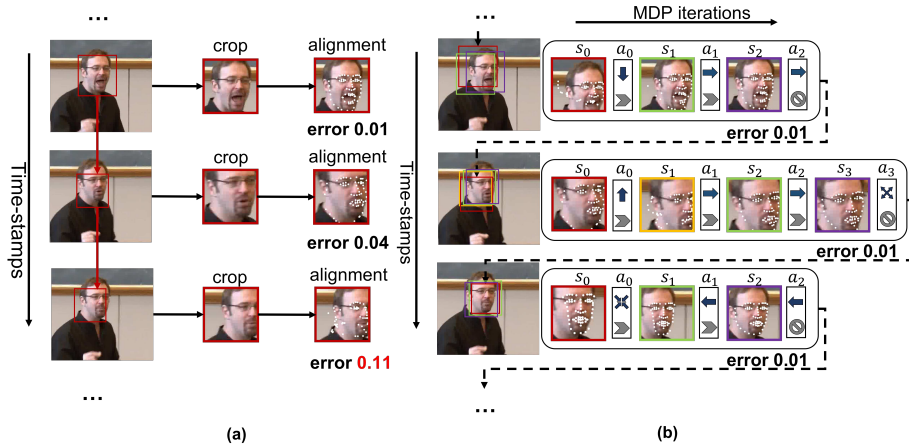 ...
Time-stamps
crop
alignment
error 0.01
crop
alignment
error 0.04
crop
alignment
error 0.11
...
(a)
...
MDP iterations
Time-stamps
s0 a0 s1 a1 s2 a2
error 0.01
s0 a0 s1 a1 s2 a2 s3 a3
error 0.01
s0 a0 s1 a1 s2 a2
error 0.01
...
(b)